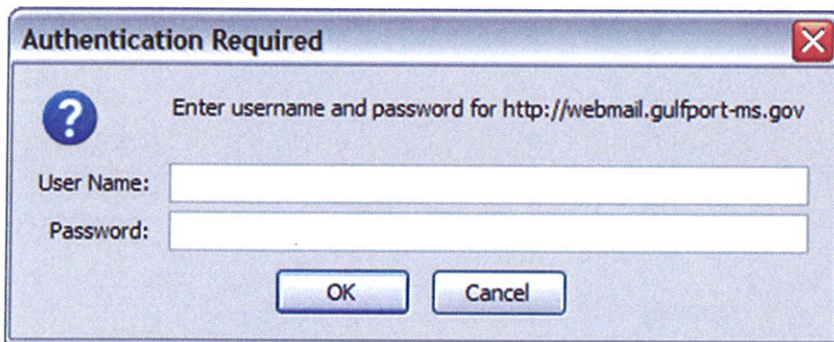 Authentication Required
Enter username and password for http://webmail.gulfport-ms.gov
User Name:
Password:
OK
Cancel